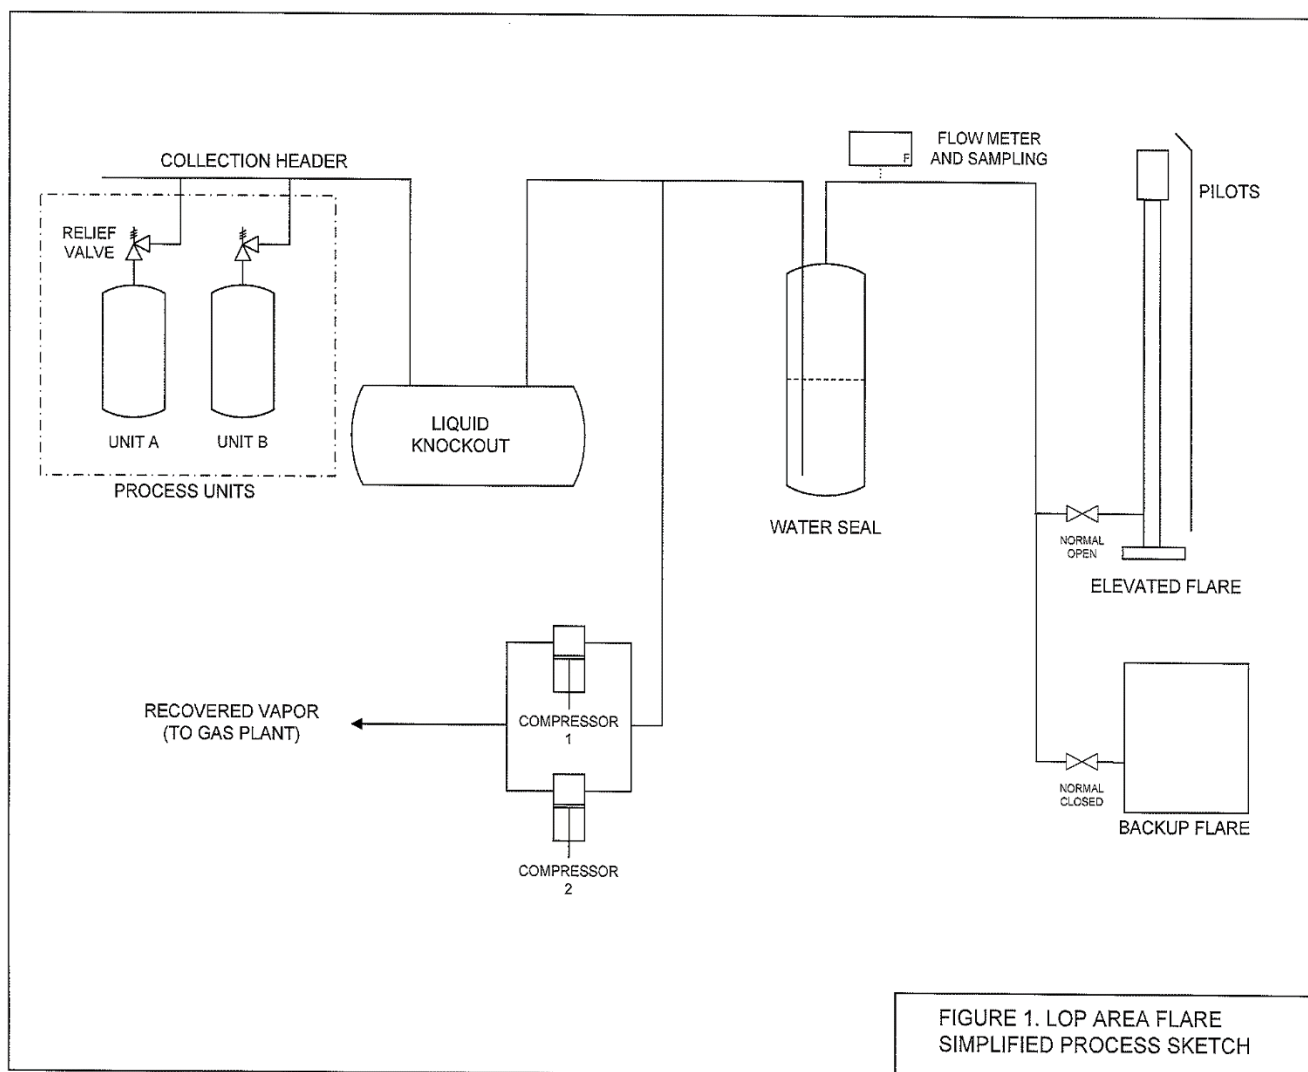 COLLECTION HEADER
RELIEF
VALVE
UNIT A
UNIT B
PROCESS UNITS
LIQUID
KNOCKOUT
F
FLOW METER
AND SAMPLING
PILOTS
WATER SEAL
NORMAL
OPEN
ELEVATED FLARE
RECOVERED VAPOR
(TO GAS PLANT)
COMPRESSOR
1
COMPRESSOR
2
NORMAL
CLOSED
BACKUP FLARE
FIGURE 1. LOP AREA FLARE
SIMPLIFIED PROCESS SKETCH